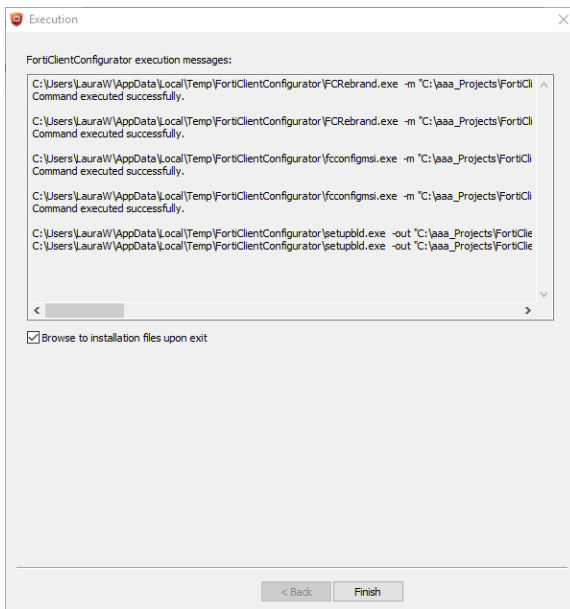 Execution
FortiClientConfigurator execution messages:
C:\Users\LauraW\AppData\Local\Temp\FortiClientConfigurator\FCRebrand.exe -m "C:\aaa_Projects\FortiCli
Command executed successfully.
C:\Users\LauraW\AppData\Local\Temp\FortiClientConfigurator\FCRebrand.exe -m "C:\aaa_Projects\FortiCli
Command executed successfully.
C:\Users\LauraW\AppData\Local\Temp\FortiClientConfigurator\fcconfigmsi.exe -m "C:\aaa_Projects\FortiCli
Command executed successfully.
C:\Users\LauraW\AppData\Local\Temp\FortiClientConfigurator\fcconfigmsi.exe -m "C:\aaa_Projects\FortiCli
Command executed successfully.
C:\Users\LauraW\AppData\Local\Temp\FortiClientConfigurator\setupbld.exe -out "C:\aaa_Projects\FortiClie
C:\Users\LauraW\AppData\Local\Temp\FortiClientConfigurator\setupbld.exe -out "C:\aaa_Projects\FortiClie
Browse to installation files upon exit
< Back Finish